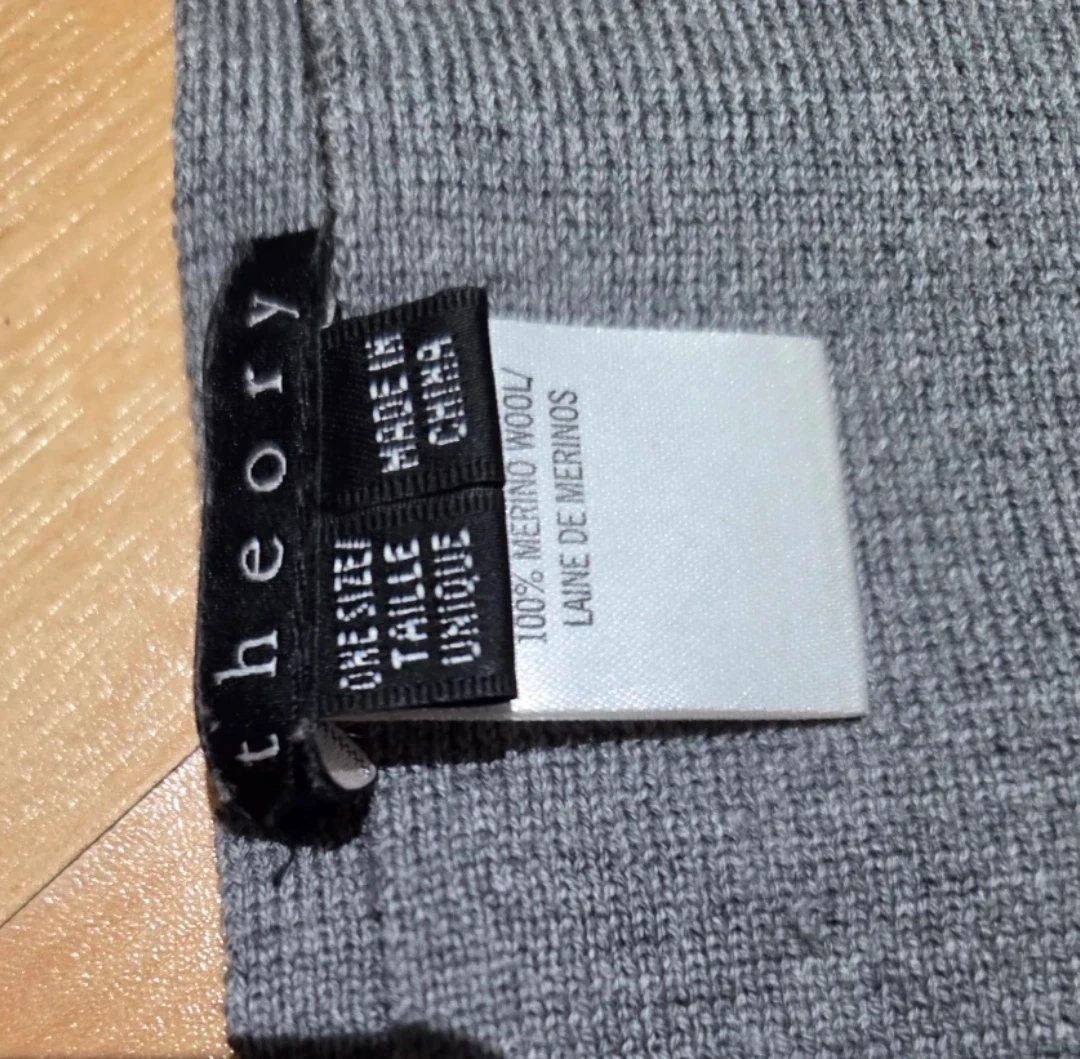 theory
ONE SIZE/
TAILLE
UNIQUE
MADE IN
CHINA
100% MERINO WOOL/
LAINE DE MERINOS